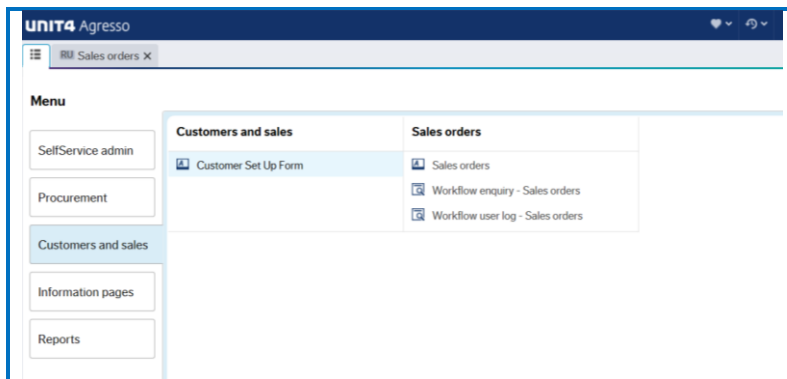 UNIT4 Agresso
Sales orders
Menu
SelfService admin
Procurement
Customers and sales
Information pages
Reports
Customers and sales
Customer Set Up Form
Sales orders
Sales orders
Workflow enquiry - Sales orders
Workflow user log - Sales orders